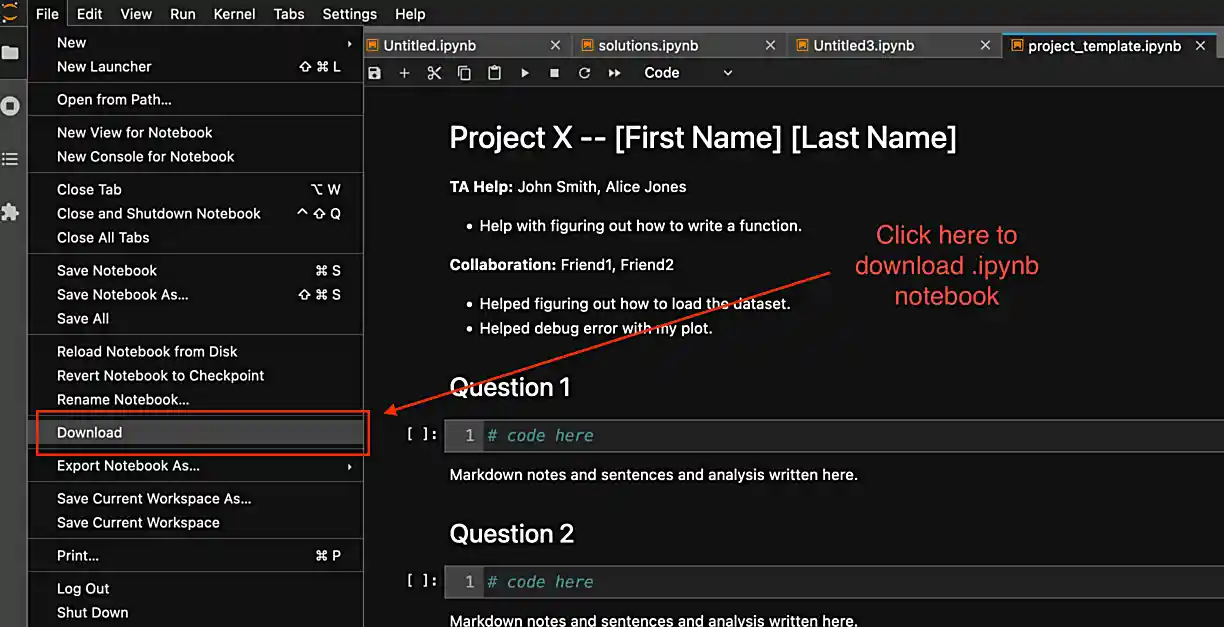 File Edit View Run Kernel Tabs Settings Help
New
New Launcher ⇧ ⌘ L
Open from Path...
New View for Notebook
New Console for Notebook
Close Tab ⌥ W
Close and Shutdown Notebook ^ ⇧ Q
Close All Tabs
Save Notebook ⌘ S
Save Notebook As... ⇧ ⌘ S
Save All
Reload Notebook from Disk
Revert Notebook to Checkpoint
Rename Notebook...
Download
Export Notebook As...
Save Current Workspace As...
Save Current Workspace
Print... ⌘ P
Log Out
Shut Down
Untitled.ipynb solutions.ipynb Untitled3.ipynb project_template.ipynb
Code
Project X -- [First Name] [Last Name]
TA Help: John Smith, Alice Jones
• Help with figuring out how to write a function.
Collaboration: Friend1, Friend2
• Helped figuring out how to load the dataset.
• Helped debug error with my plot.
Click here to
download .ipynb
notebook
Question 1
[ ]: 1 # code here
Markdown notes and sentences and analysis written here.
Question 2
[ ]: 1 # code here
Markdown notes and sentences and analysis written here.